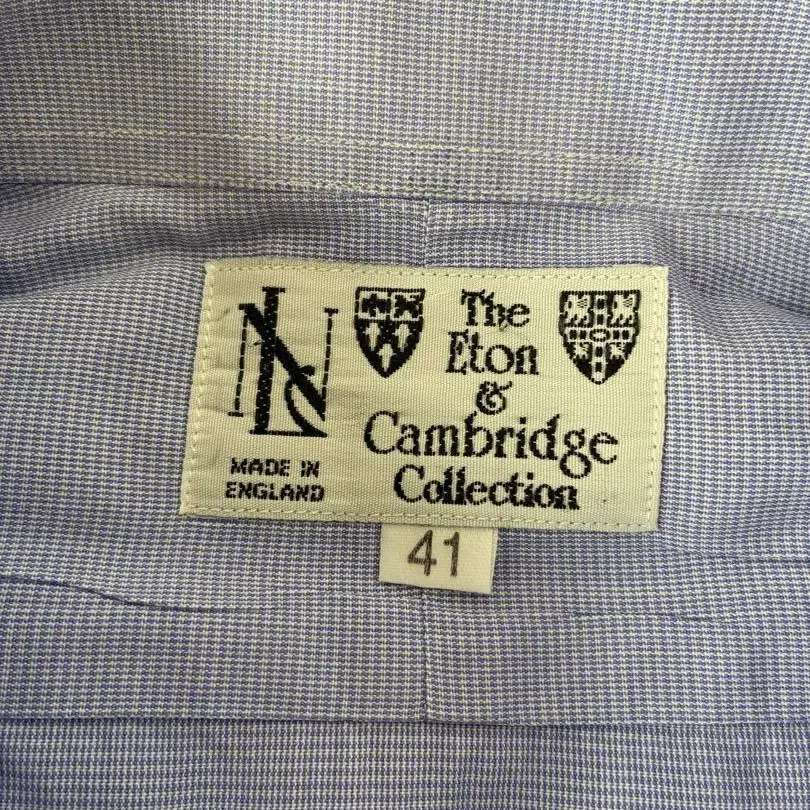 The
Eton
&
Cambridge
Collection
MADE IN
ENGLAND
41